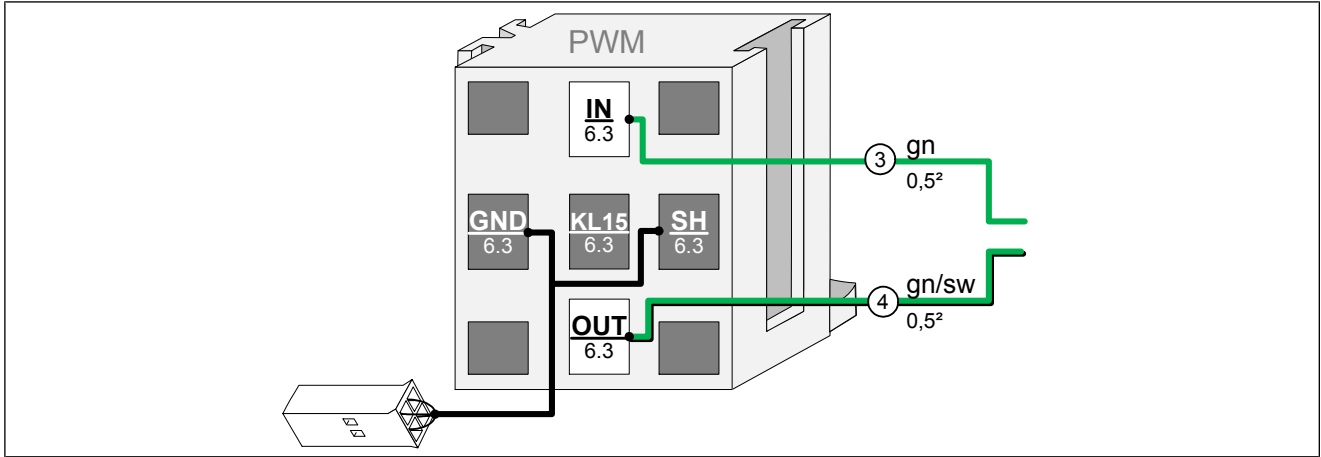 PWM
IN
6.3
3 gn
0,5²
GND
6.3
KL15
6.3
SH
6.3
4 gn/sw
0,5²
OUT
6.3